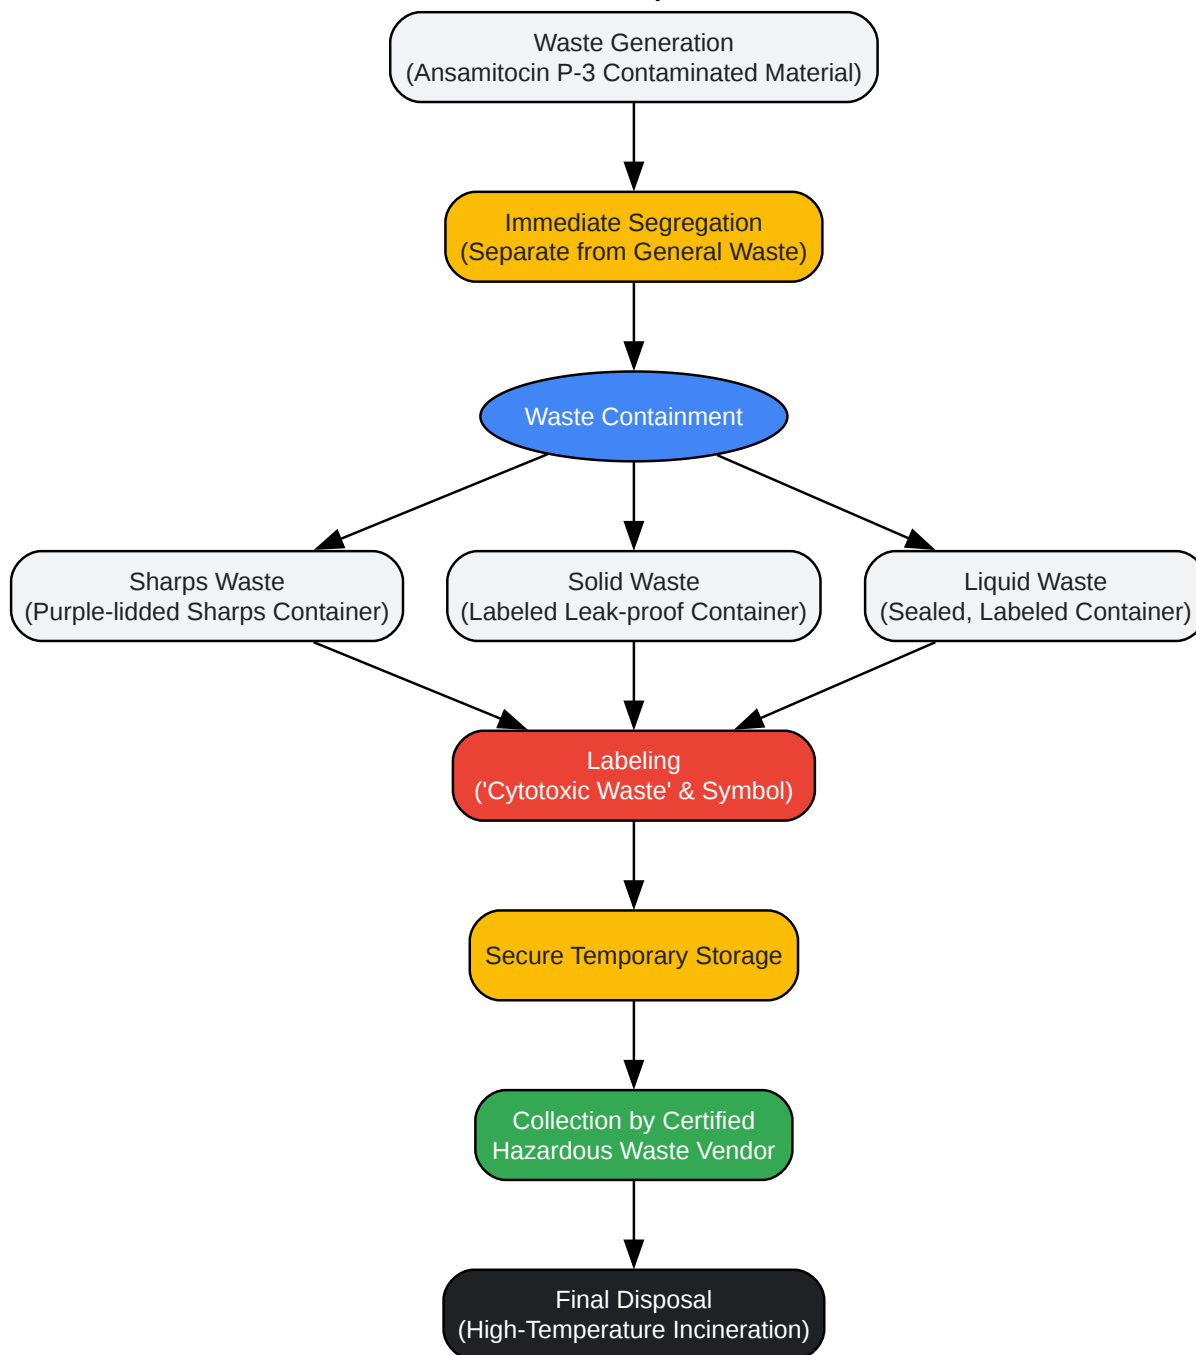 Waste Generation
(Ansamitocin P-3 Contaminated Material)
Immediate Segregation
(Separate from General Waste)
Waste Containment
Sharps Waste
(Purple-lidded Sharps Container)
Solid Waste
(Labeled Leak-proof Container)
Liquid Waste
(Sealed, Labeled Container)
Labeling
('Cytotoxic Waste' & Symbol)
Secure Temporary Storage
Collection by Certified
Hazardous Waste Vendor
Final Disposal
(High-Temperature Incineration)